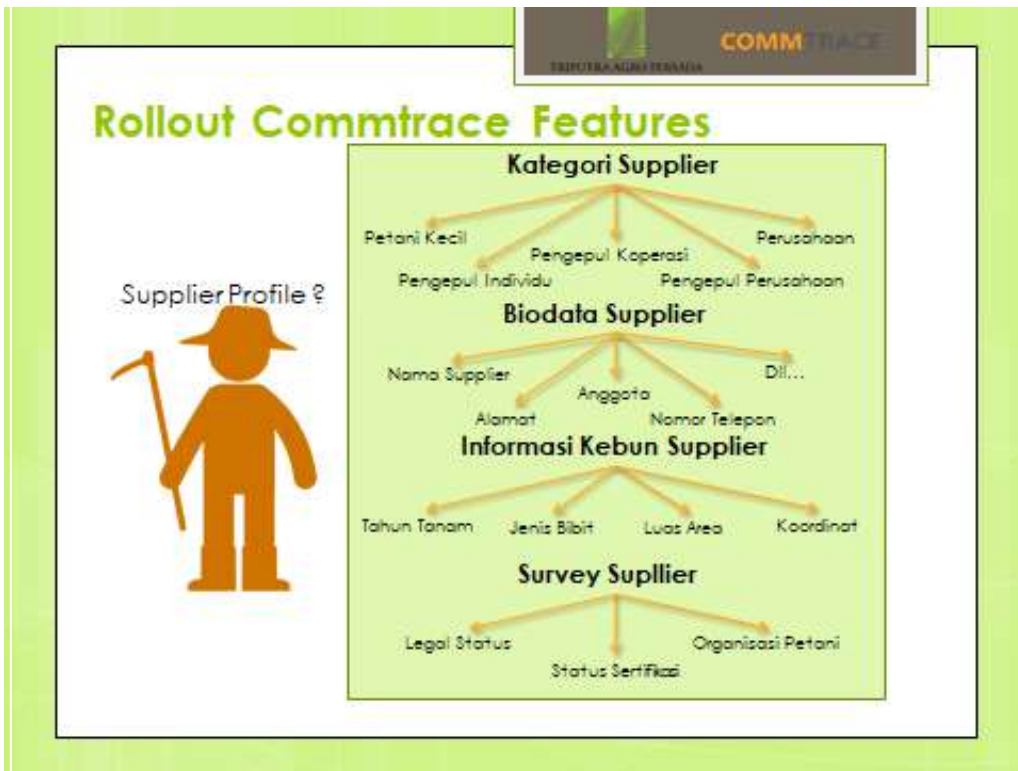 COMMTRACE
TRIPUTRA AGRO PERSADA
Rollout Commtrace Features
Supplier Profile ?
Kategori Supplier
Petani Kecil
Pengepul Koperasi
Perusahaan
Pengepul Individu
Pengepul Perusahaan
Biodata Supplier
Nama Supplier
Anggota
Dll...
Alamat
Nomor Telepon
Informasi Kebun Supplier
Tahun Tanam
Jenis Bibit
Luas Area
Koordinat
Survey Supllier
Legal Status
Organisasi Petani
Status Sertifikasi